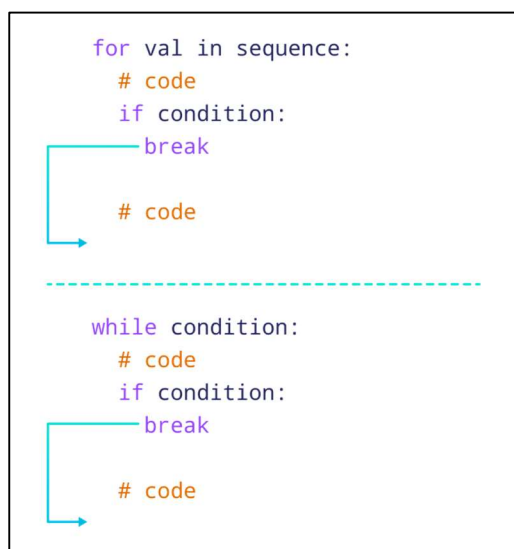 for val in sequence:
# code
if condition:
break
# code
while condition:
# code
if condition:
break
# code